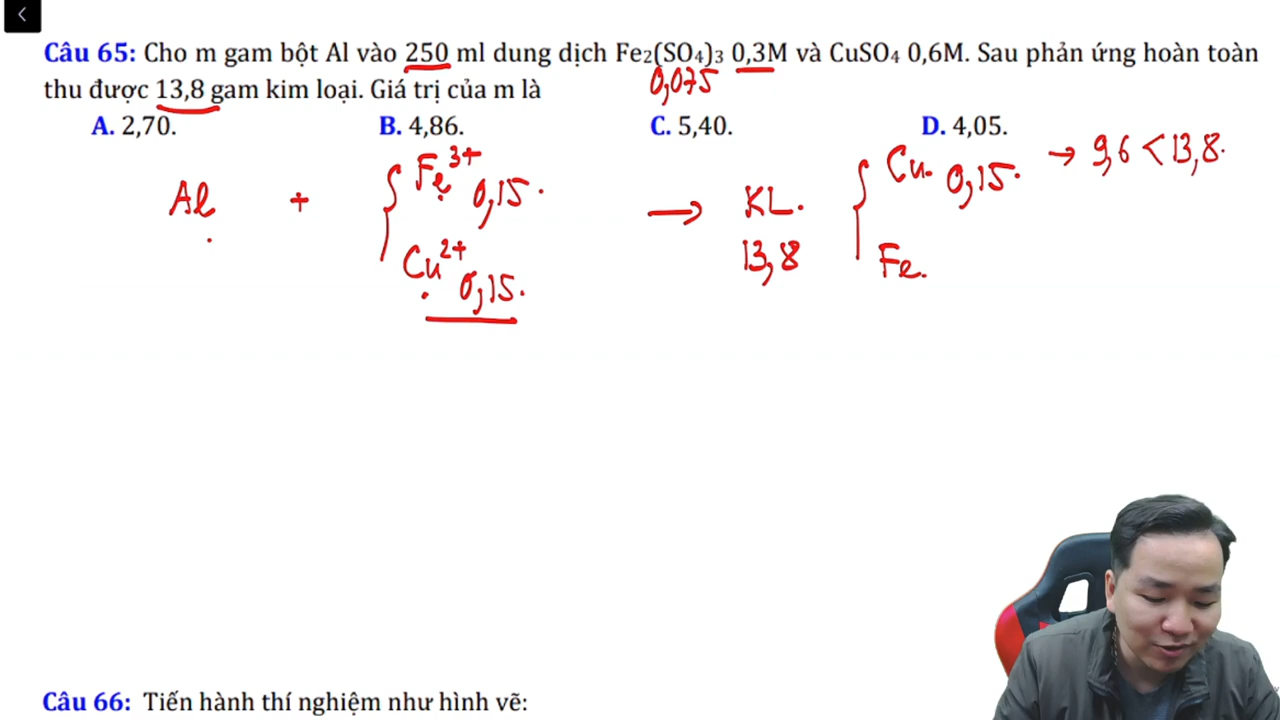 Câu 65: Cho m gam bột Al vào 250 ml dung dịch Fe₂(SO₄)₃ 0,3M và CuSO₄ 0,6M. Sau phản ứng hoàn toàn
thu được 13,8 gam kim loại. Giá trị của m là
0,075
A. 2,70. B. 4,86. C. 5,40. D. 4,05.
Al + { Fe³⁺ 0,15. → KL. { Cu. 0,15. → 9,6 < 13,8.
Cu²⁺ 0,15. 13,8 Fe.
Câu 66: Tiến hành thí nghiệm như hình vẽ: